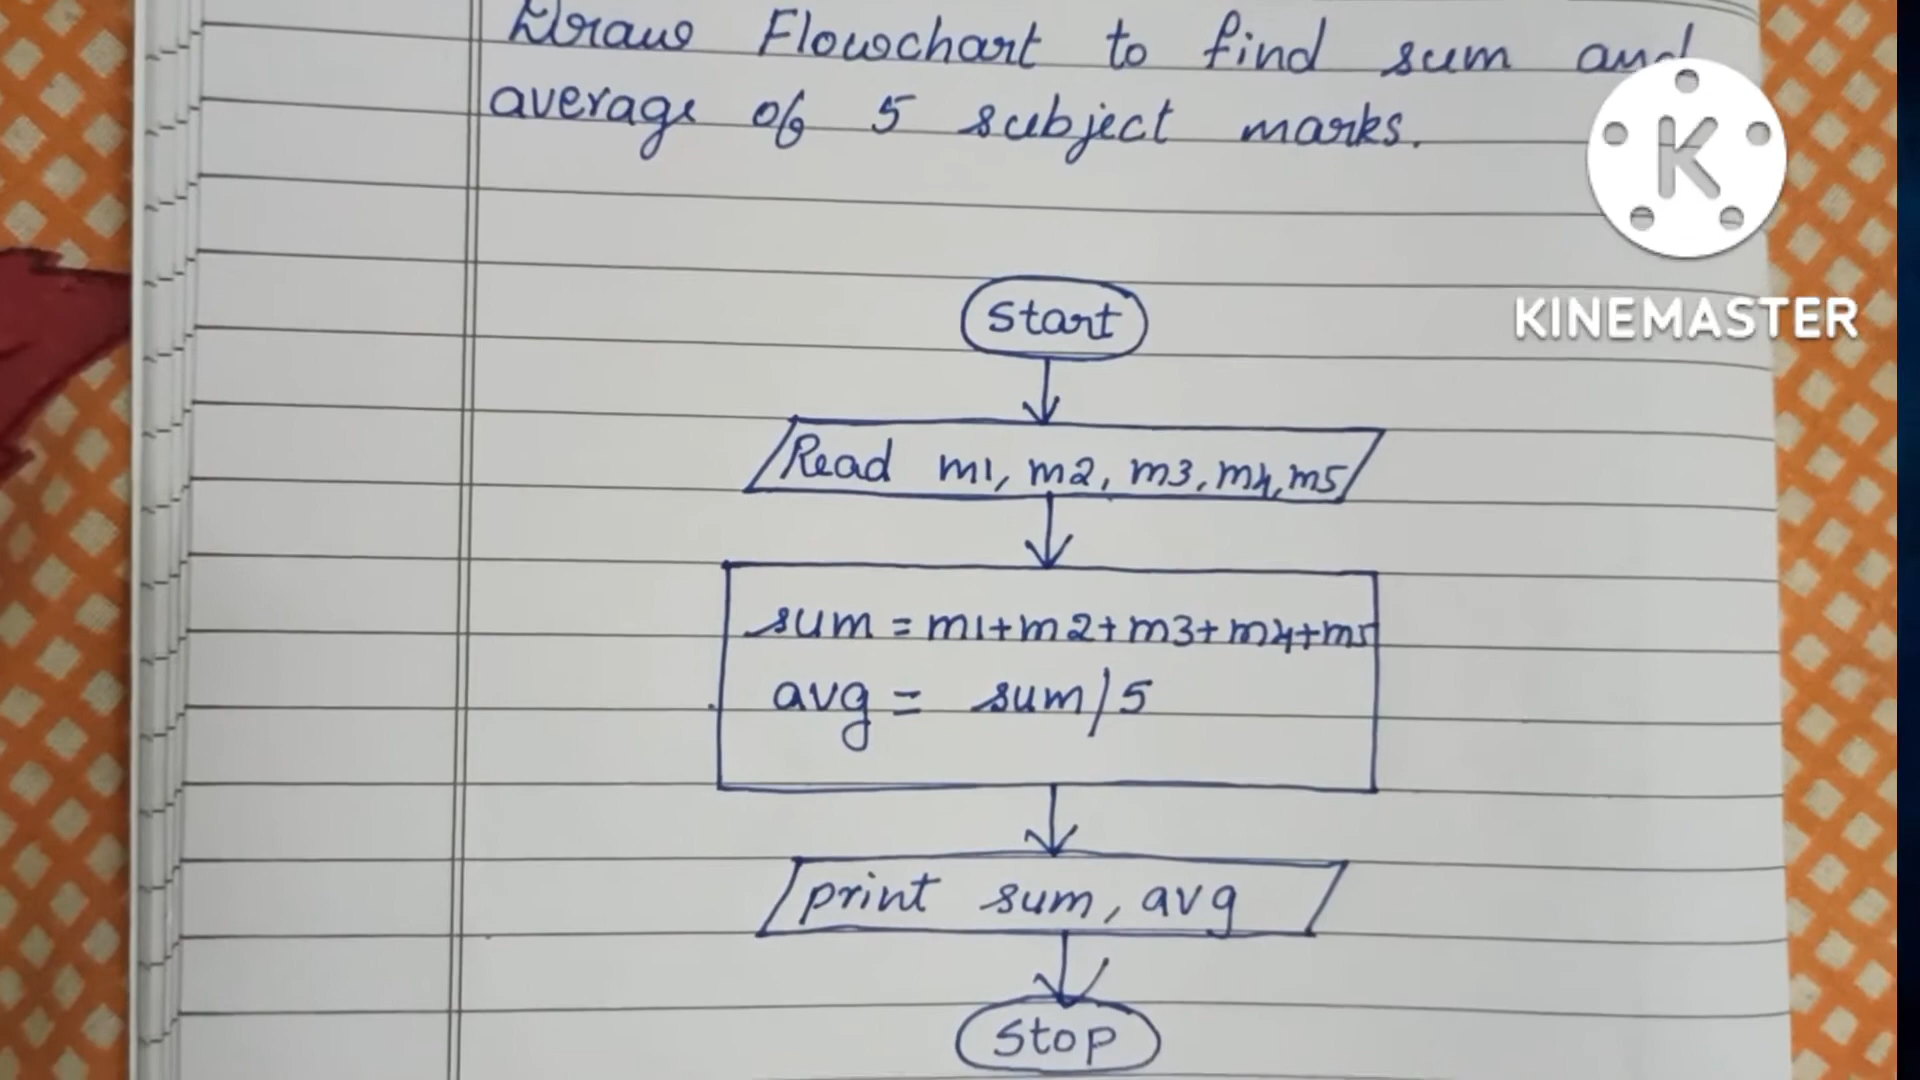 Draw Flowchart to find sum and
average of 5 subject marks.
K
KINEMASTER
Start
Read m1, m2, m3, m4, m5
sum = m1+m2+m3+m4+m5
avg = sum/5
print sum, avg
Stop